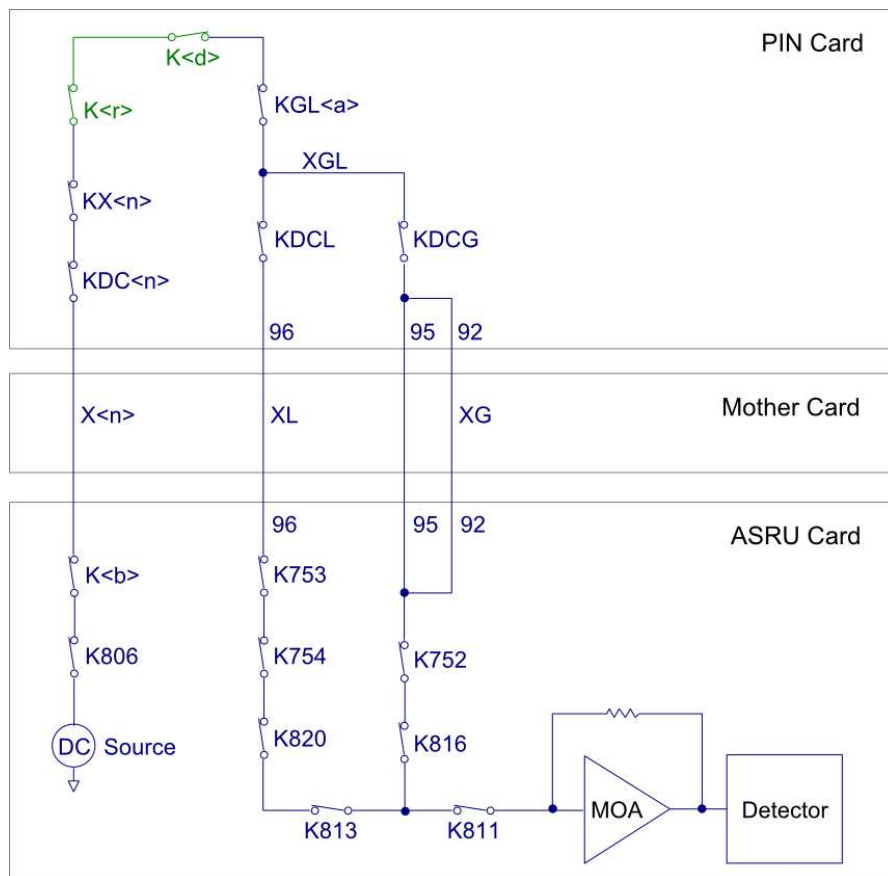 PIN Card
K<d>
K<r>
KGL<a>
XGL
KX<n>
KDCL
KDCG
KDC<n>
96
95
92
Mother Card
X<n>
XL
XG
96
95
92
ASRU Card
K<b>
K753
K806
K754
K752
DC
Source
K820
K816
MOA
Detector
K813
K811